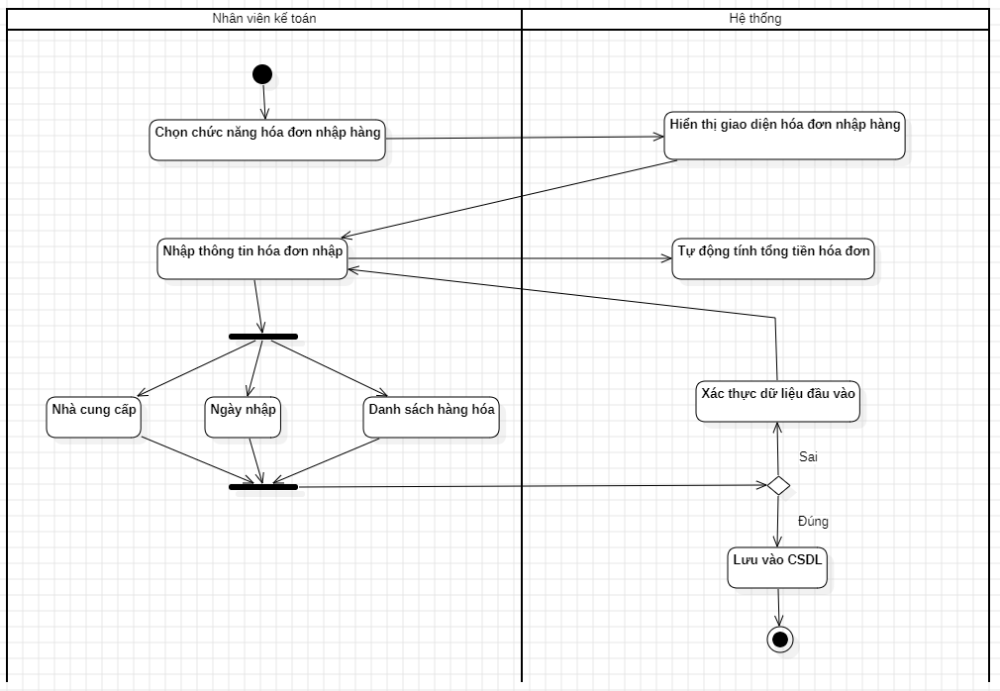 Nhân viên kế toán
Hệ thống
Chọn chức năng hóa đơn nhập hàng
Hiển thị giao diện hóa đơn nhập hàng
Nhập thông tin hóa đơn nhập
Tự động tính tổng tiền hóa đơn
Nhà cung cấp
Ngày nhập
Danh sách hàng hóa
Xác thực dữ liệu đầu vào
Sai
Đúng
Lưu vào CSDL